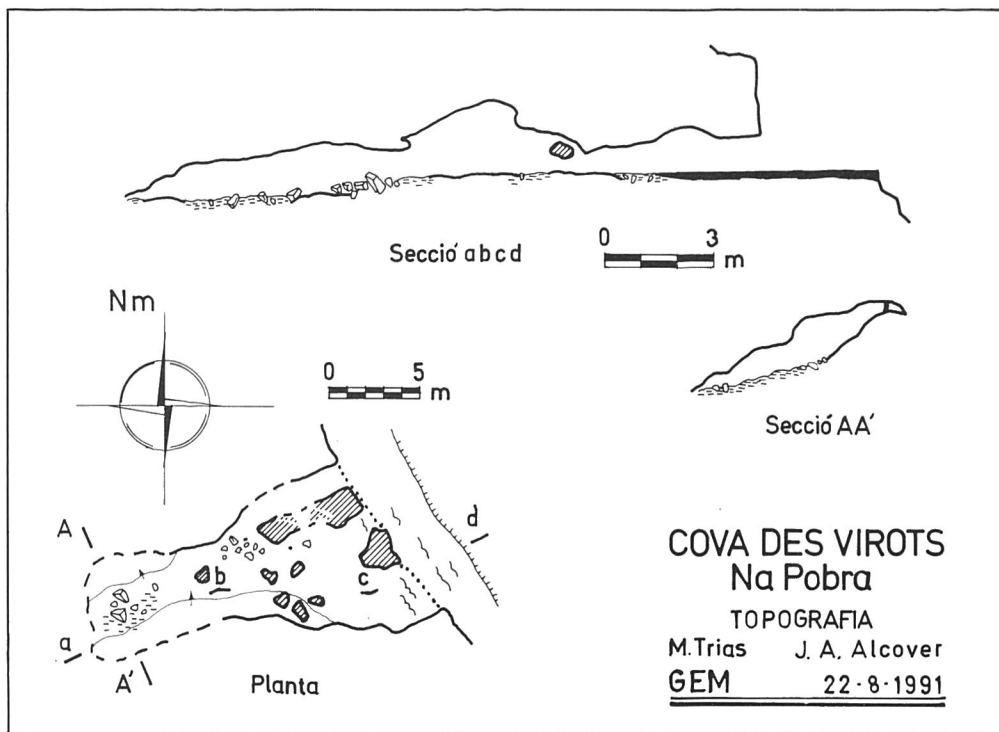 Secció abcd
0 3 m
Nm
0 5 m
Secció AA'
A
b
c
d
a
A'
Planta
COVA DES VIROTS
Na Pobra
TOPOGRAFIA
M. Trias J. A. Alcover
GEM 22-8-1991